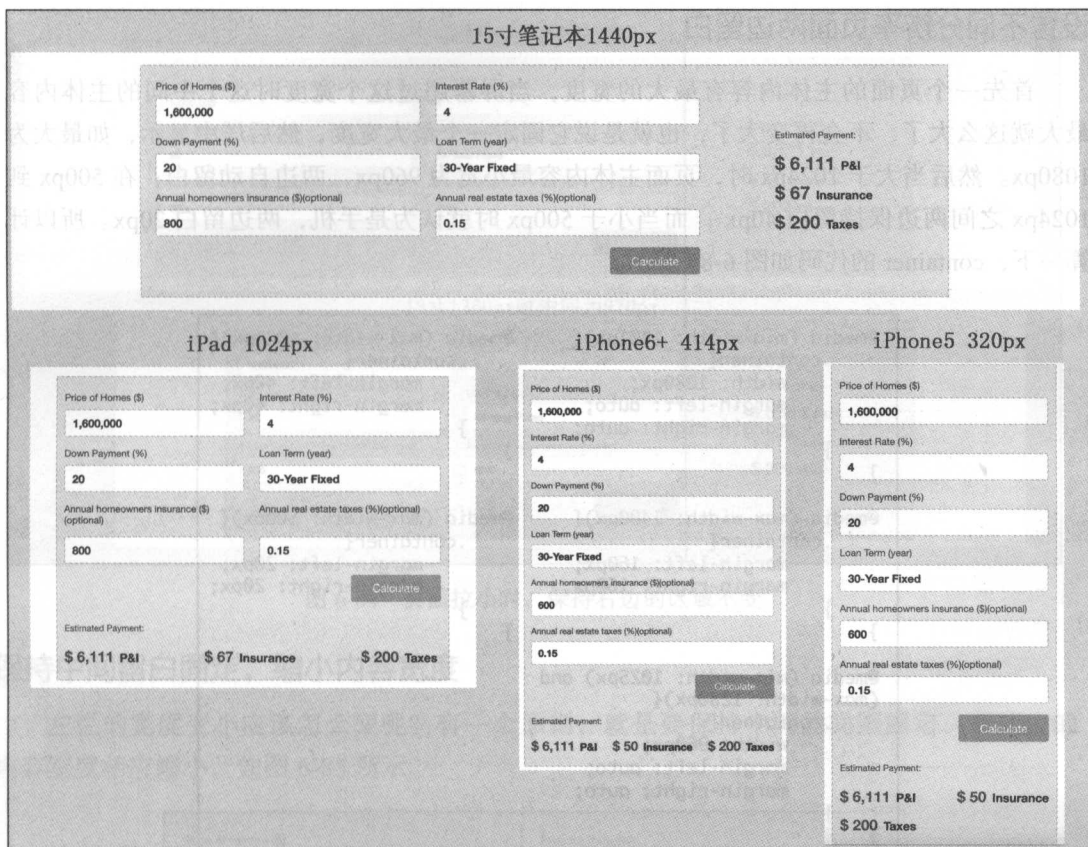 15寸笔记本1440px
Price of Homes ($)
Interest Rate (%)
1,600,000
4
Down Payment (%)
Loan Term (year)
20
30-Year Fixed
Annual homeowners insurance ($)(optional)
Annual real estate taxes (%)(optional)
800
0.15
Calculate
Estimated Payment:
$ 6,111 P&I
$ 67 Insurance
$ 200 Taxes
iPad 1024px
Price of Homes ($)
Interest Rate (%)
1,600,000
4
Down Payment (%)
Loan Term (year)
20
30-Year Fixed
Annual homeowners insurance ($)
(optional)
Annual real estate taxes (%)(optional)
800
0.15
Calculate
Estimated Payment:
$ 6,111 P&I
$ 67 Insurance
$ 200 Taxes
iPhone6+ 414px
Price of Homes ($)
1,600,000
Interest Rate (%)
4
Down Payment (%)
20
Loan Term (year)
30-Year Fixed
Annual homeowners insurance ($)(optional)
600
Annual real estate taxes (%)(optional)
0.15
Calculate
Estimated Payment:
$ 6,111 P&I $ 50 Insurance $ 200 Taxes
iPhone5 320px
Price of Homes ($)
1,600,000
Interest Rate (%)
4
Down Payment (%)
20
Loan Term (year)
30-Year Fixed
Annual homeowners insurance ($)(optional)
600
Annual real estate taxes (%)(optional)
0.15
Calculate
Estimated Payment:
$ 6,111 P&I
$ 50 Insurance
$ 200 Taxes